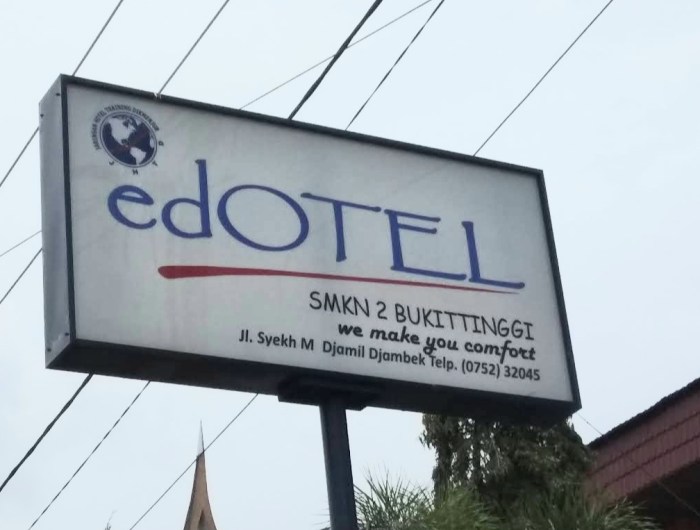 edOTEL
SMKN 2 BUKITTINGGI
we make you comfort
Jl. Syekh M Djamil Djambek Telp. (0752) 32045